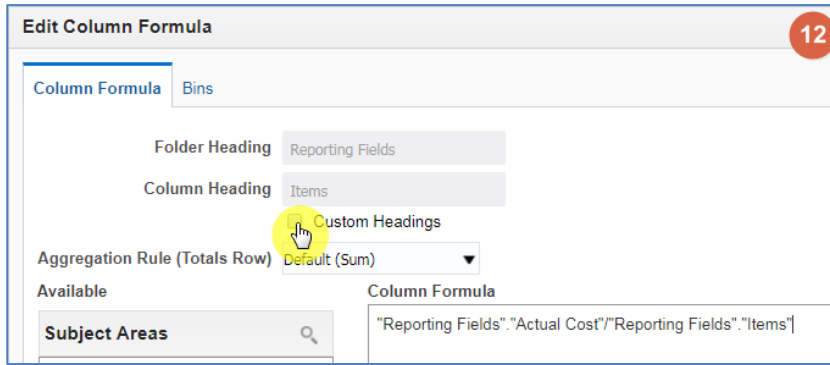 Edit Column Formula
12
Column Formula Bins
Folder Heading Reporting Fields
Column Heading Items
Custom Headings
Aggregation Rule (Totals Row) Default (Sum)
Available Column Formula
Subject Areas "Reporting Fields"."Actual Cost"/"Reporting Fields"."Items"